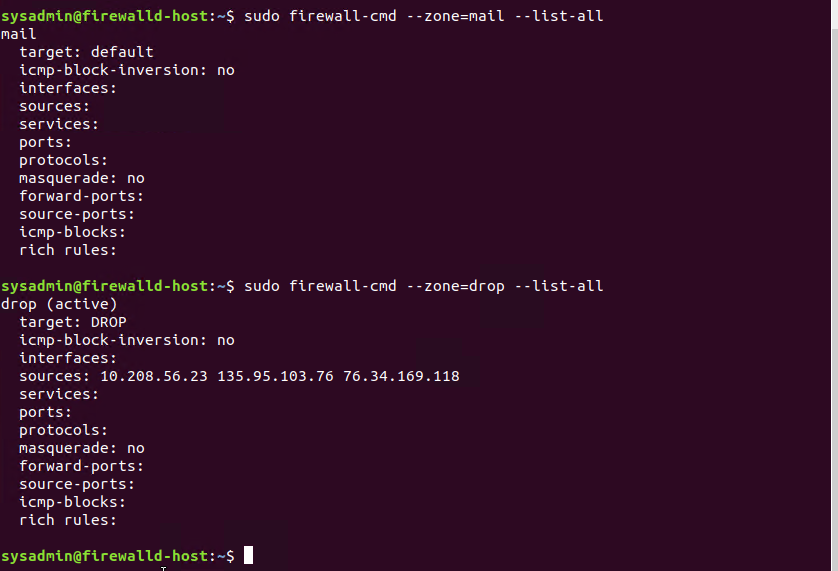 sysadmin@firewalld-host:~$ sudo firewall-cmd --zone=mail --list-all
mail
  target: default
  icmp-block-inversion: no
  interfaces:
  sources:
  services:
  ports:
  protocols:
  masquerade: no
  forward-ports:
  source-ports:
  icmp-blocks:
  rich rules:

sysadmin@firewalld-host:~$ sudo firewall-cmd --zone=drop --list-all
drop (active)
  target: DROP
  icmp-block-inversion: no
  interfaces:
  sources: 10.208.56.23 135.95.103.76 76.34.169.118
  services:
  ports:
  protocols:
  masquerade: no
  forward-ports:
  source-ports:
  icmp-blocks:
  rich rules:

sysadmin@firewalld-host:~$